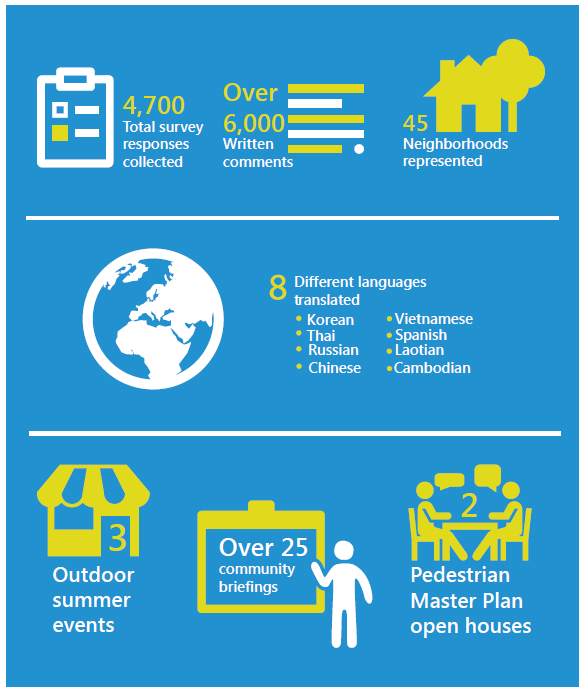 4,700
Total survey
responses
collected
Over
6,000
Written
comments
45
Neighborhoods
represented
8 Different languages
translated
• Korean
• Thai
• Russian
• Chinese
• Vietnamese
• Spanish
• Laotian
• Cambodian
3
Outdoor
summer
events
Over 25
community
briefings
2
Pedestrian
Master Plan
open houses